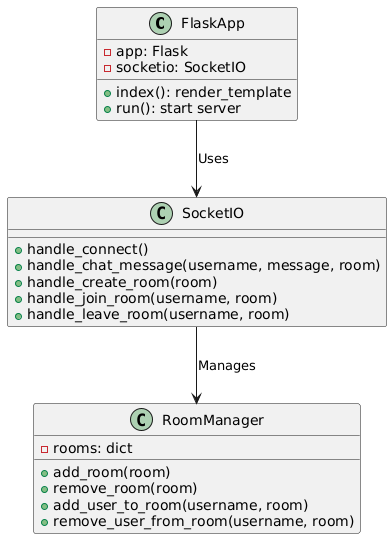 C FlaskApp
app: Flask
socketio: SocketIO
index(): render_template
run(): start server
Uses
C SocketIO
handle_connect()
handle_chat_message(username, message, room)
handle_create_room(room)
handle_join_room(username, room)
handle_leave_room(username, room)
Manages
C RoomManager
rooms: dict
add_room(room)
remove_room(room)
add_user_to_room(username, room)
remove_user_from_room(username, room)